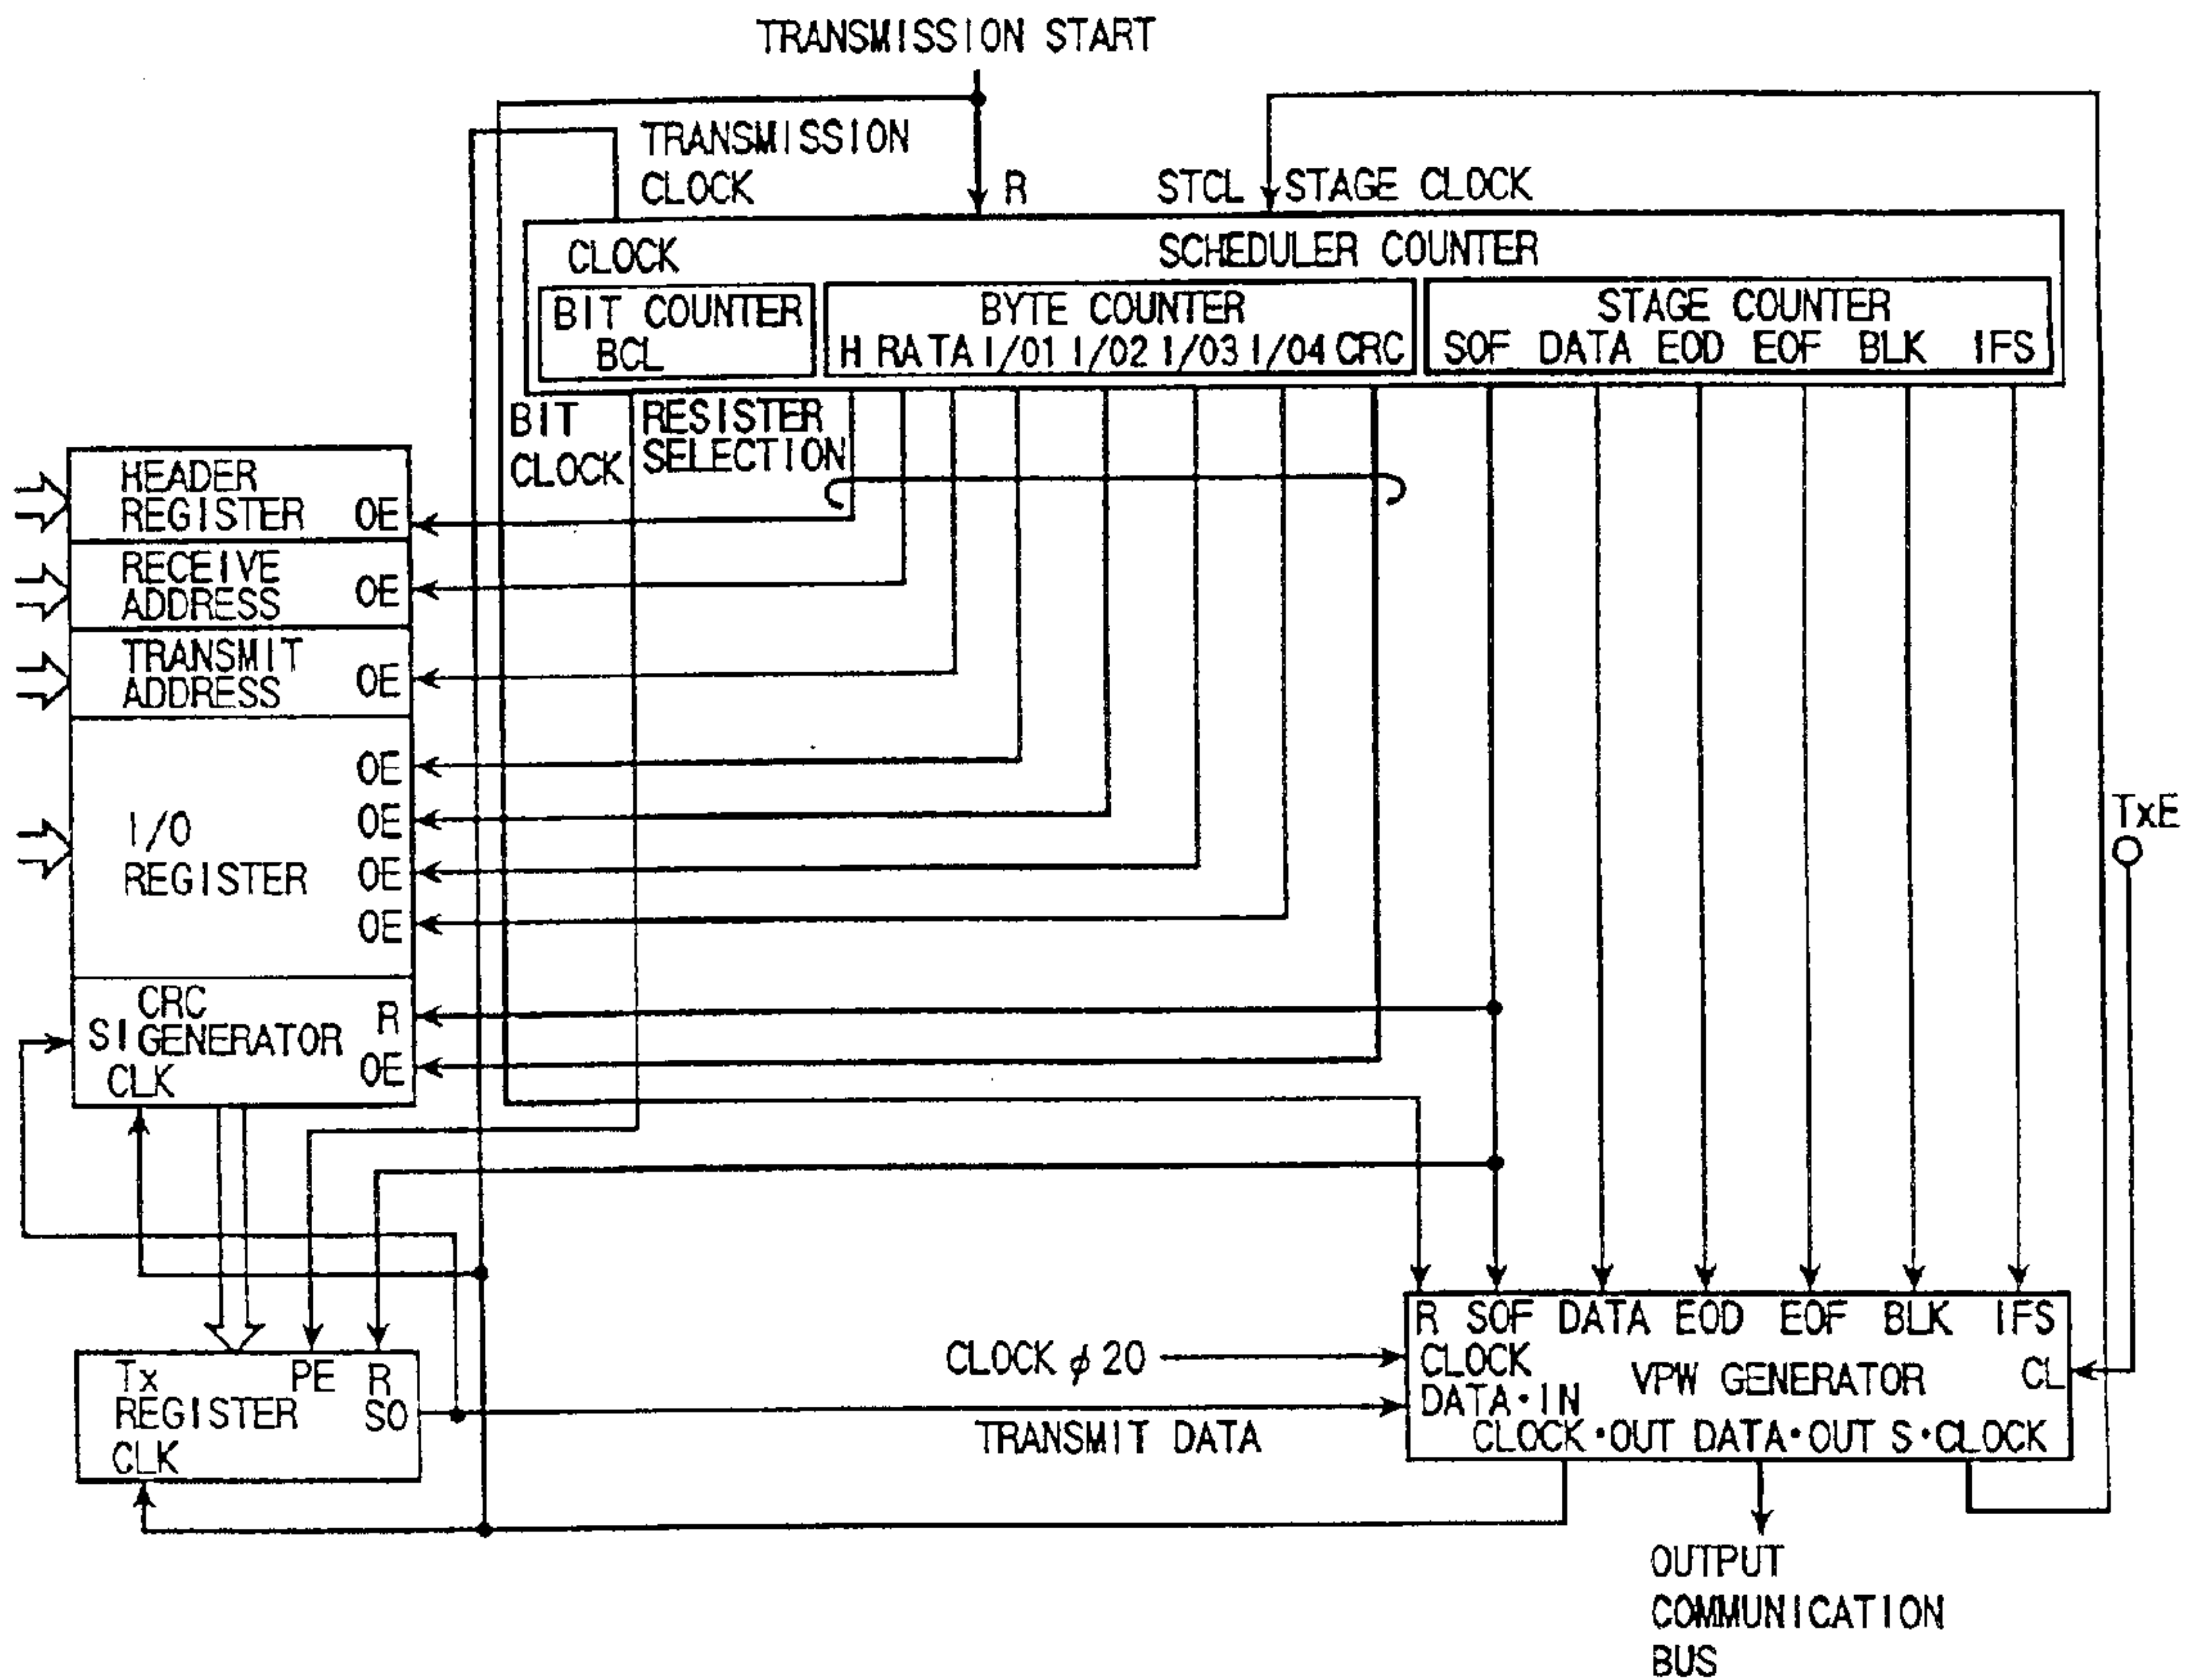 TRANSMISSION START
TRANSMISSION
CLOCK
R
STCL
STAGE CLOCK
CLOCK
SCHEDULER COUNTER
BIT COUNTER
BCL
BYTE COUNTER
H RA TA I/01 I/02 I/03 I/04 CRC
STAGE COUNTER
SOF DATA EOD EOF BLK IFS
BIT
CLOCK
RESISTER
SELECTION
HEADER
REGISTER OE
RECEIVE
ADDRESS OE
TRANSMIT
ADDRESS OE
OE
I/O
REGISTER
OE
OE
OE
CRC
GENERATOR
SI
CLK
R
OE
TxE
Tx
REGISTER
CLK
PE
R
SO
CLOCK φ 20
TRANSMIT DATA
R SOF DATA EOD EOF BLK IFS
CLOCK
VPW GENERATOR
CL
DATA·IN
CLOCK·OUT DATA·OUT S·CLOCK
OUTPUT
COMMUNICATION
BUS